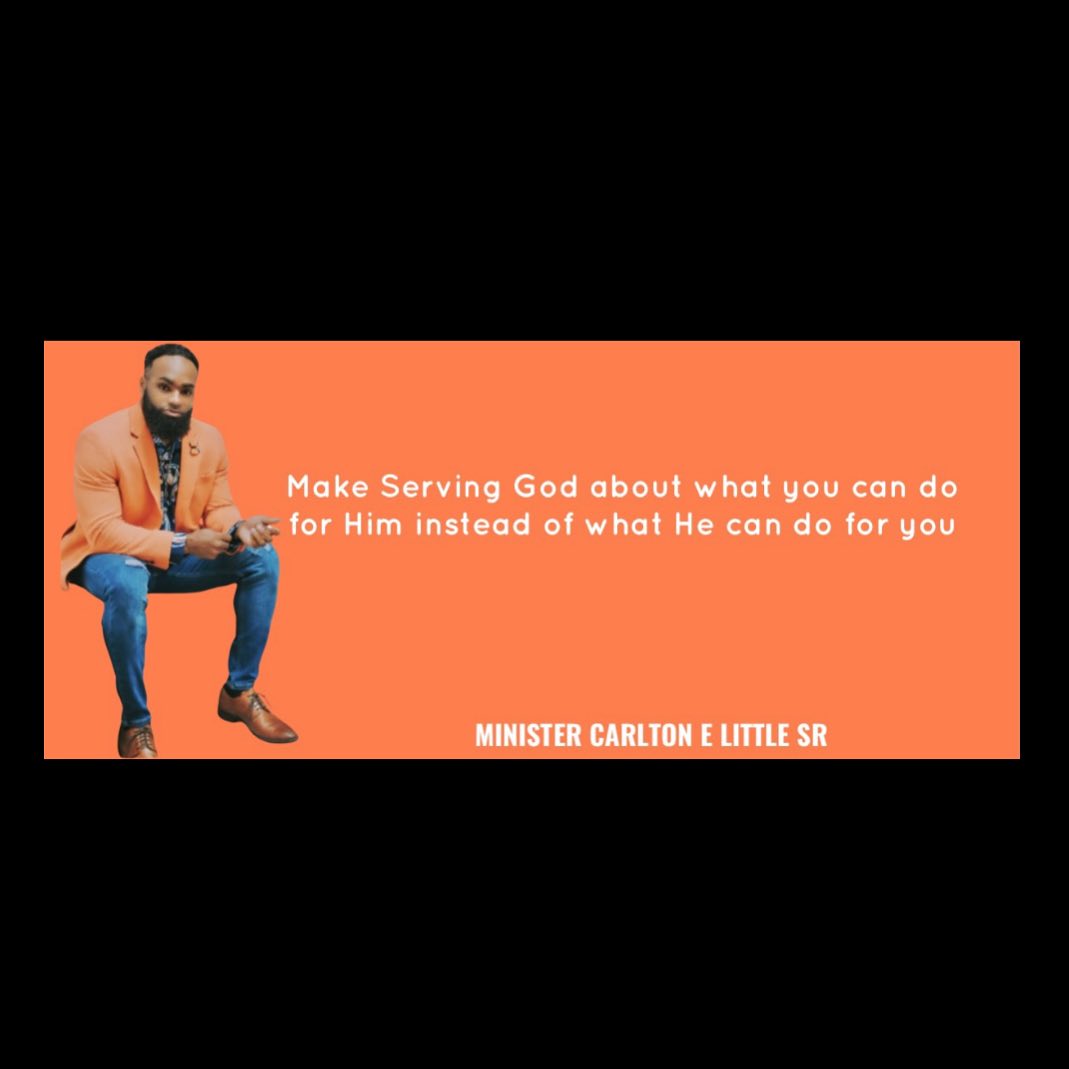 Make Serving God about what you can do
for Him instead of what He can do for you
MINISTER CARLTON E LITTLE SR